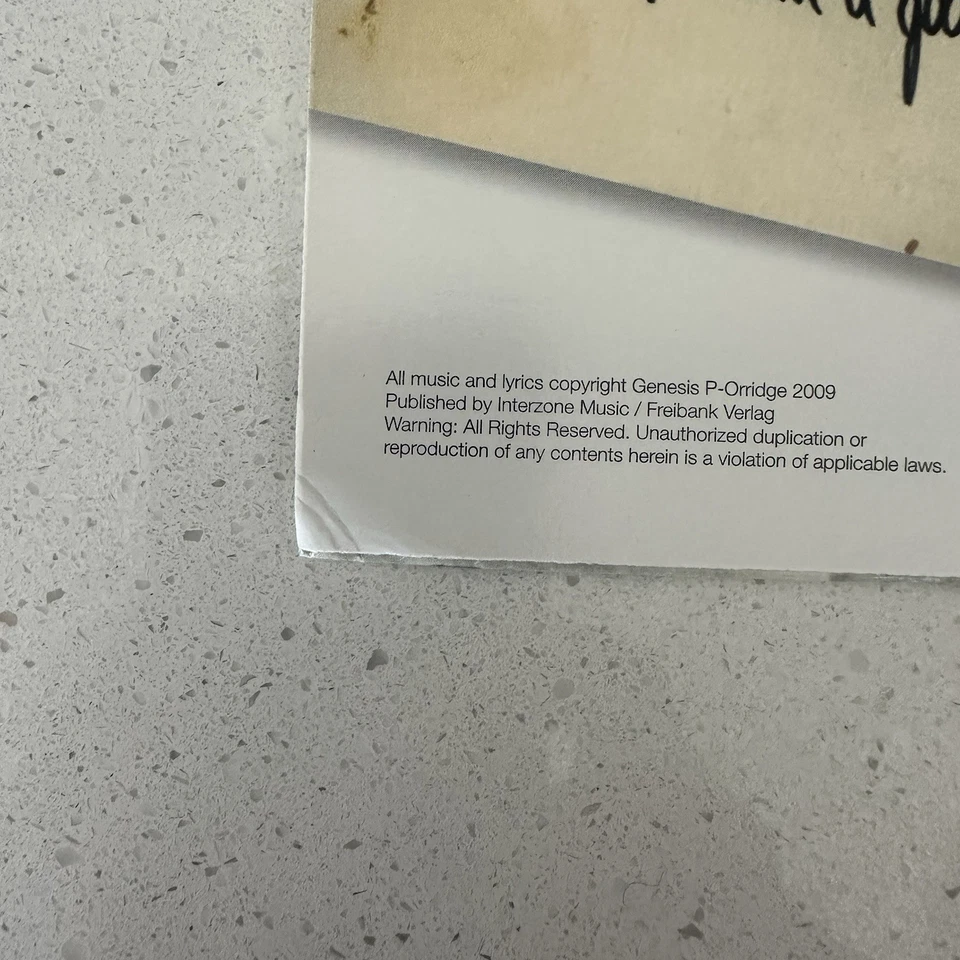 a
All music and lyrics copyright Genesis P-Orridge 2009
Published by Interzone Music / Freibank Verlag
Warning: All Rights Reserved. Unauthorized duplication or
reproduction of any contents herein is a violation of applicable laws.